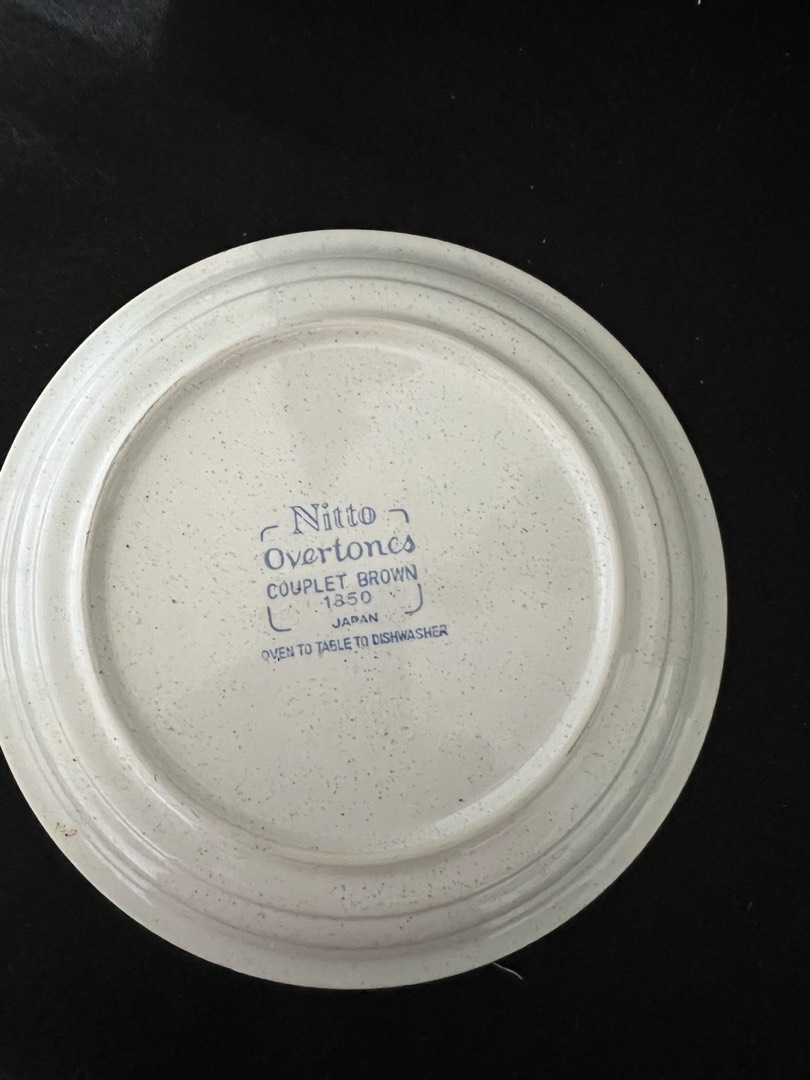 Nitto
Overtones
COUPLET BROWN
1350
JAPAN
OVEN TO TABLE TO DISHWASHER